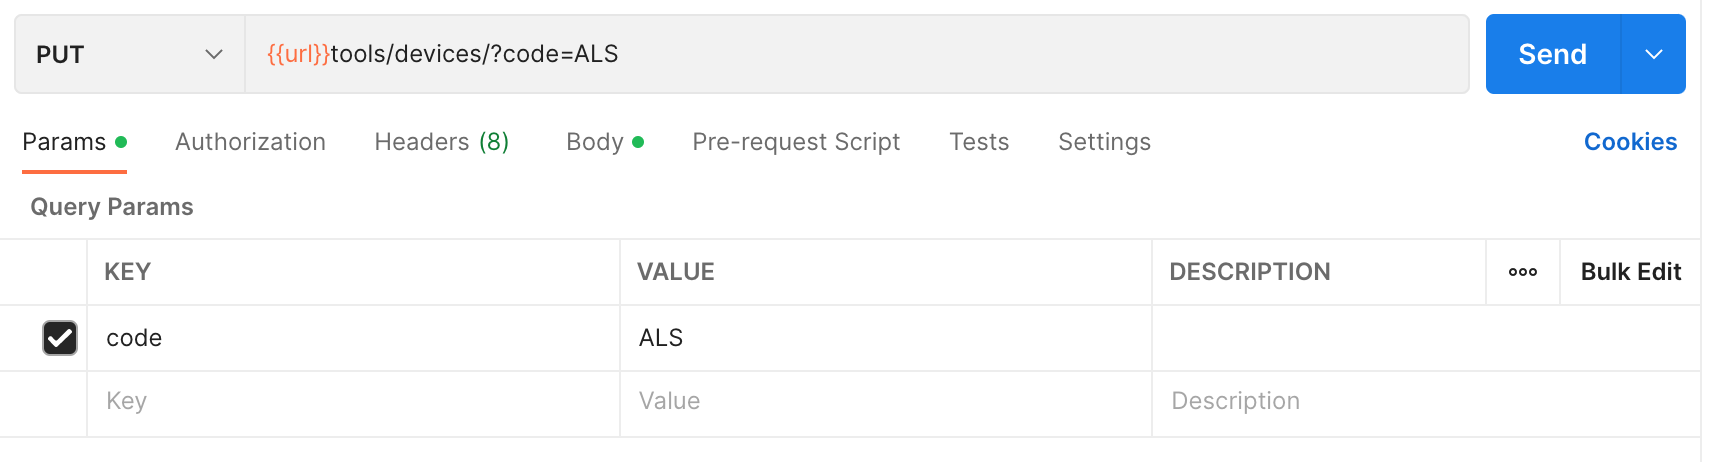 PUT {{url}}tools/devices/?code=ALS Send
Params Authorization Headers (8) Body Pre-request Script Tests Settings Cookies
Query Params
KEY VALUE DESCRIPTION Bulk Edit
code ALS
Key Value Description